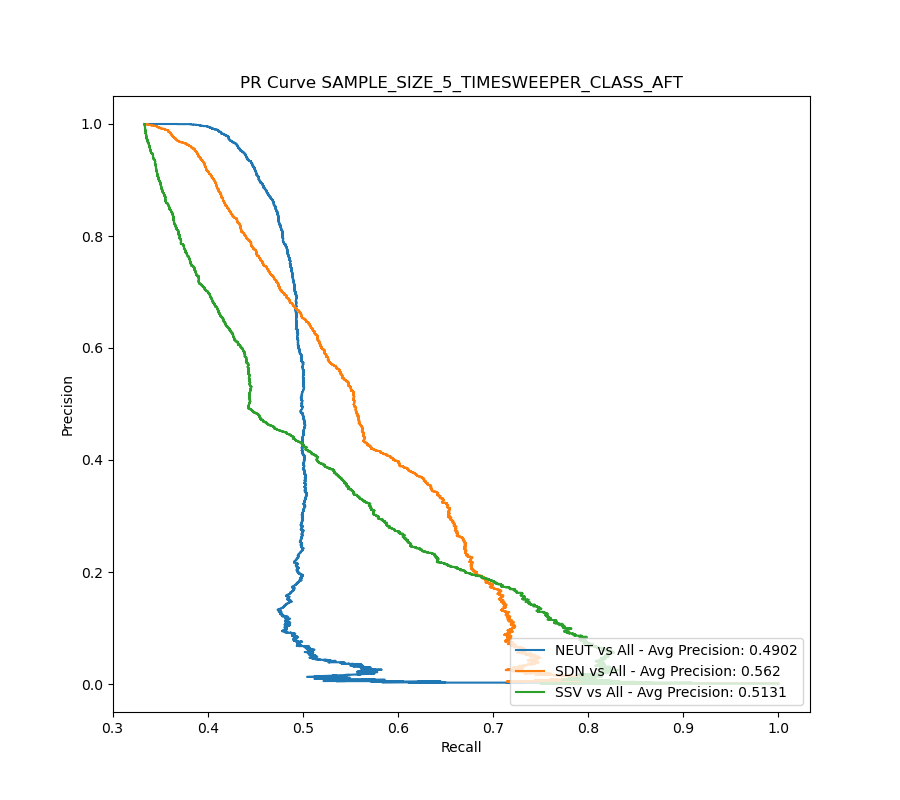 PR Curve SAMPLE_SIZE_5_TIMESWEEPER_CLASS_AFT
1.0
0.8
0.6
0.4
0.2
0.0
Precision
NEUT vs All - Avg Precision: 0.4902
SDN vs All - Avg Precision: 0.562
SSV vs All - Avg Precision: 0.5131
0.3 0.4 0.5 0.6 0.7 0.8 0.9 1.0
Recall